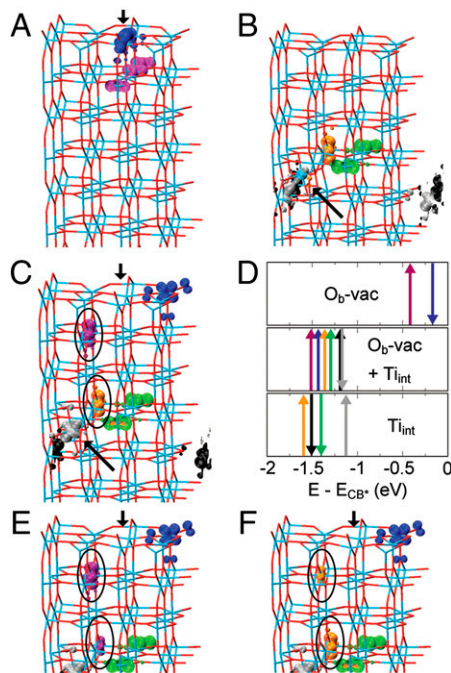 A
B
C
D
O_b-vac
O_b-vac
+ Ti_int
Ti_int
-2 -1.5 -1 -0.5 0
E - E_CB* (eV)
E
F